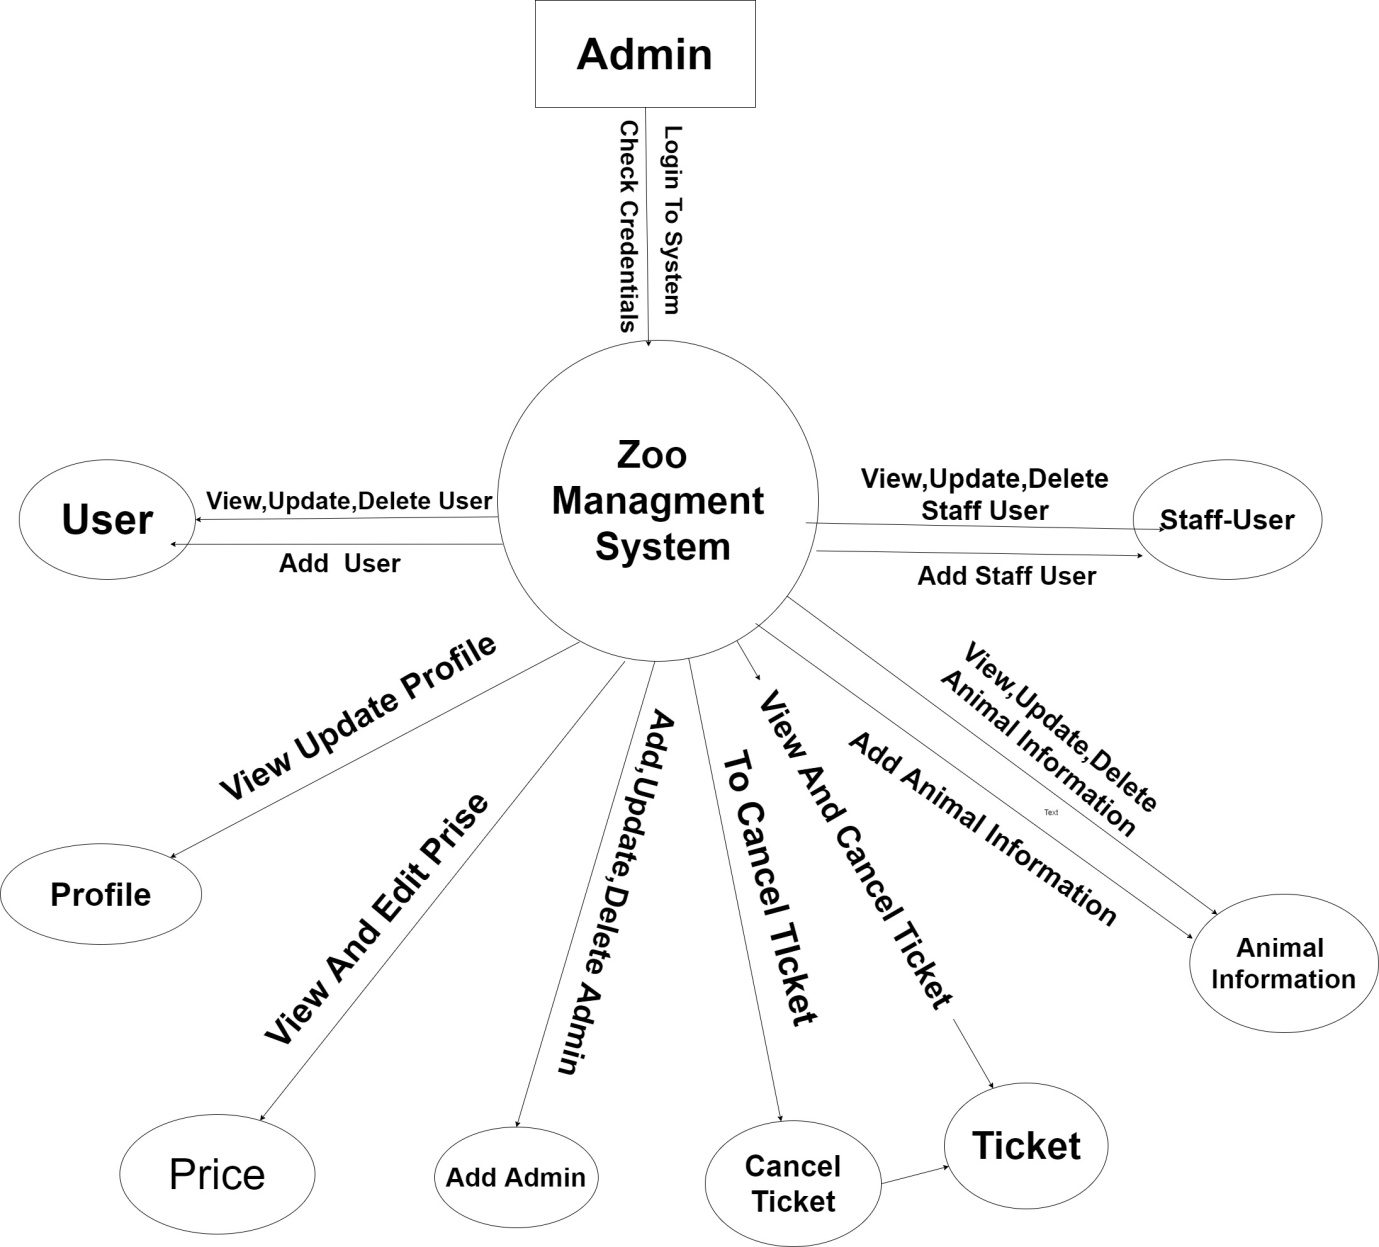 Admin
Check Credentials
Login To System
Zoo
Managment
System
User
View,Update,Delete User
Add  User
View,Update,Delete
Staff User
Add Staff User
Staff-User
View Update Profile
Profile
View And Edit Prise
Price
Add,Update,Delete Admin
Add Admin
To Cancel TIcket
Cancel
Ticket
View And Cancel Ticket
Ticket
View,Update,Delete
Animal Information
Text
Add Animal Information
Animal
Information